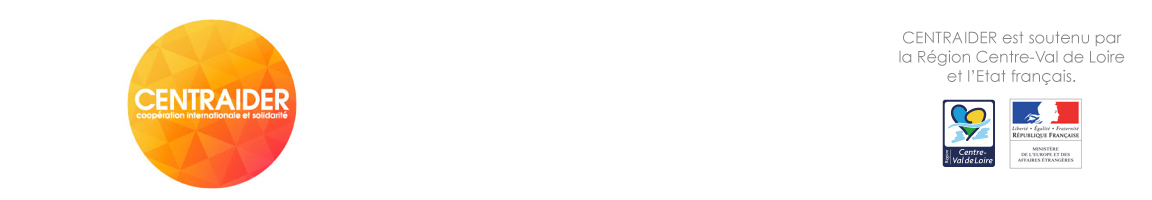 CENTRAIDER
coopération internationale et solidarité
CENTRAIDER est soutenu par
la Région Centre-Val de Loire
et l'Etat français.
Région
Centre-
Val de Loire
Liberté • Égalité • Fraternité
RÉPUBLIQUE FRANÇAISE
MINISTÈRE
DE L'EUROPE ET DES
AFFAIRES ÉTRANGÈRES